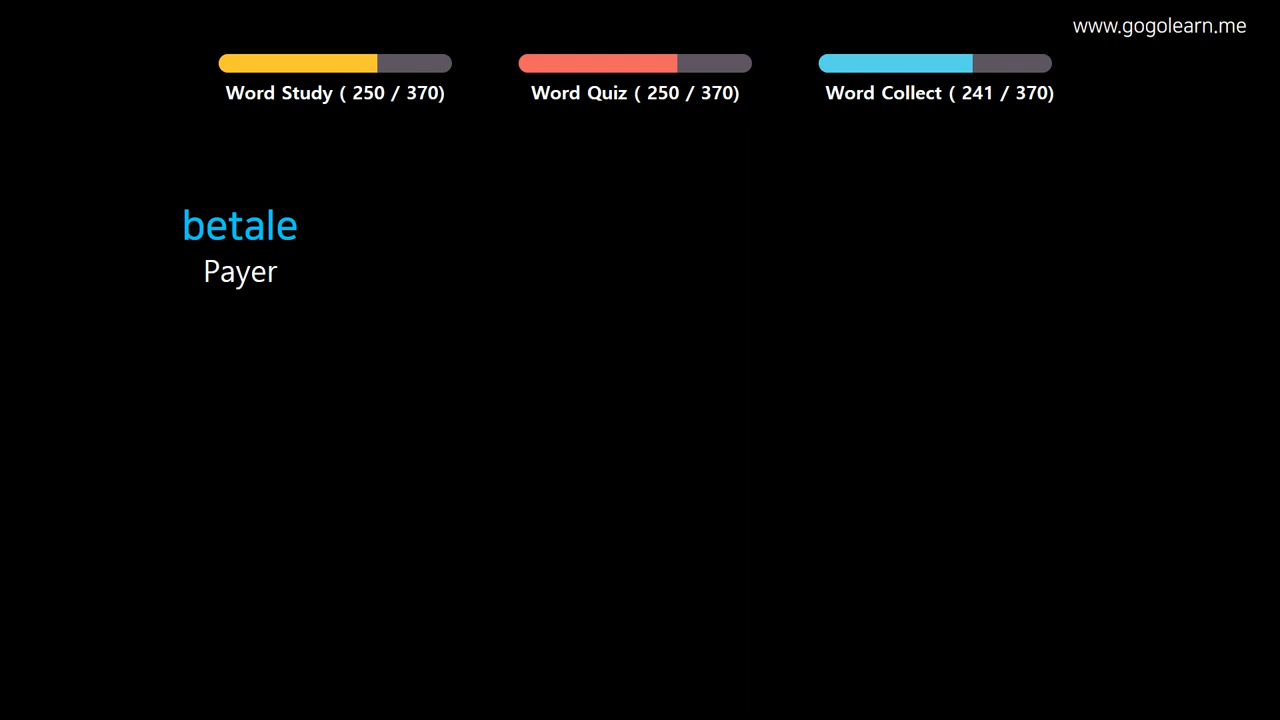 www.gogolearn.me
Word Study ( 250 / 370)
Word Quiz ( 250 / 370)
Word Collect ( 241 / 370)
betale
Payer